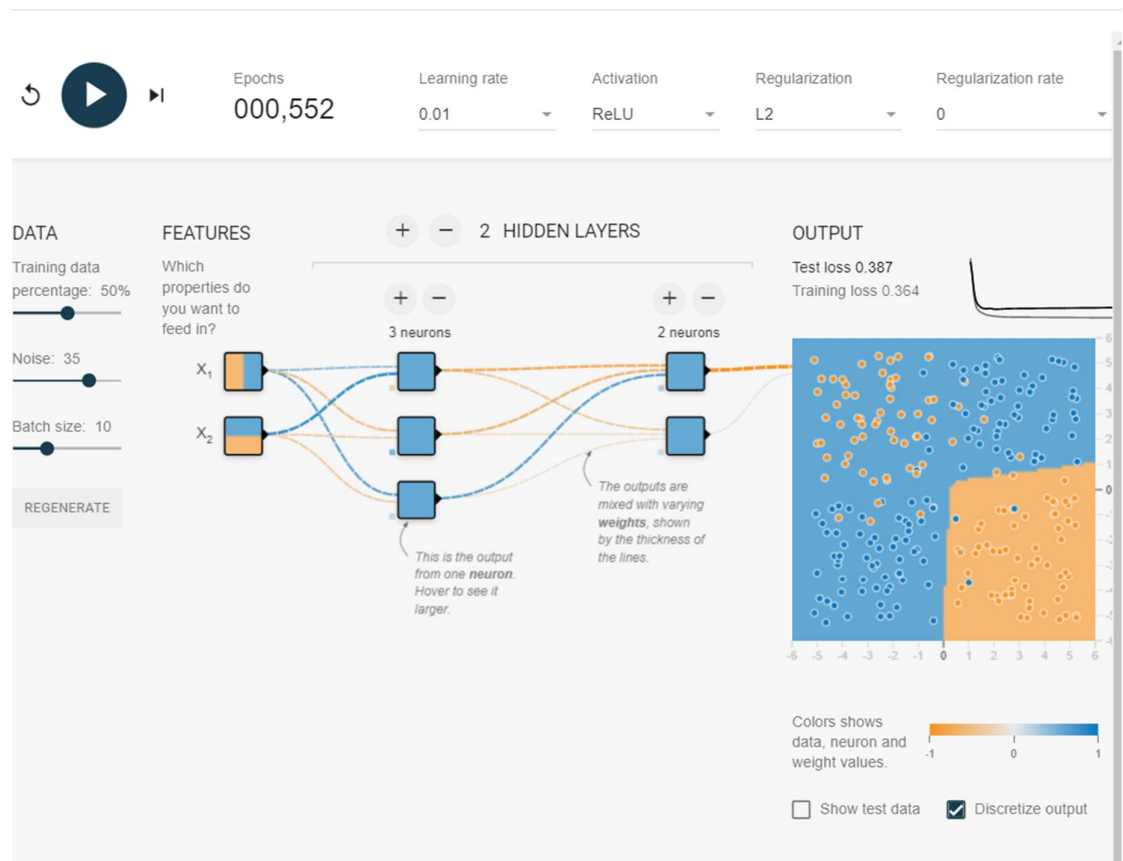 Epochs
000,552
Learning rate
0.01
Activation
ReLU
Regularization
L2
Regularization rate
0
DATA
Training data
percentage: 50%
Noise: 35
Batch size: 10
REGENERATE
FEATURES
Which
properties do
you want to
feed in?
X1
X2
+ − 2 HIDDEN LAYERS
+ −
3 neurons
+ −
2 neurons
This is the output
from one neuron.
Hover to see it
larger.
The outputs are
mixed with varying
weights, shown
by the thickness of
the lines.
OUTPUT
Test loss 0.387
Training loss 0.364
6
5
4
3
2
1
0
-1
-2
-3
-4
-5
-6 -5 -4 -3 -2 -1 0 1 2 3 4 5 6
Colors shows
data, neuron and
weight values.
-1 0 1
Show test data
Discretize output